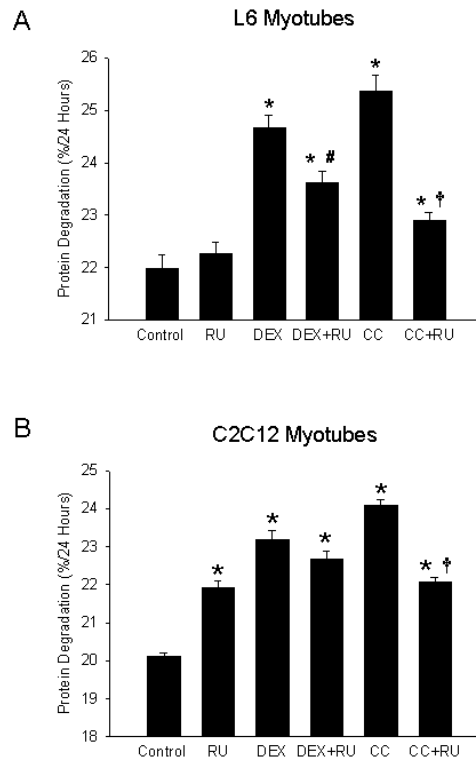 A
L6 Myotubes
Protein Degradation (%/24 Hours)
26
25
24
23
22
21
*
* #
*
* †
Control RU DEX DEX+RU CC CC+RU
B
C2C12 Myotubes
Protein Degradation (%/24 Hours)
25
24
23
22
21
20
19
18
*
*
*
*
* †
Control RU DEX DEX+RU CC CC+RU